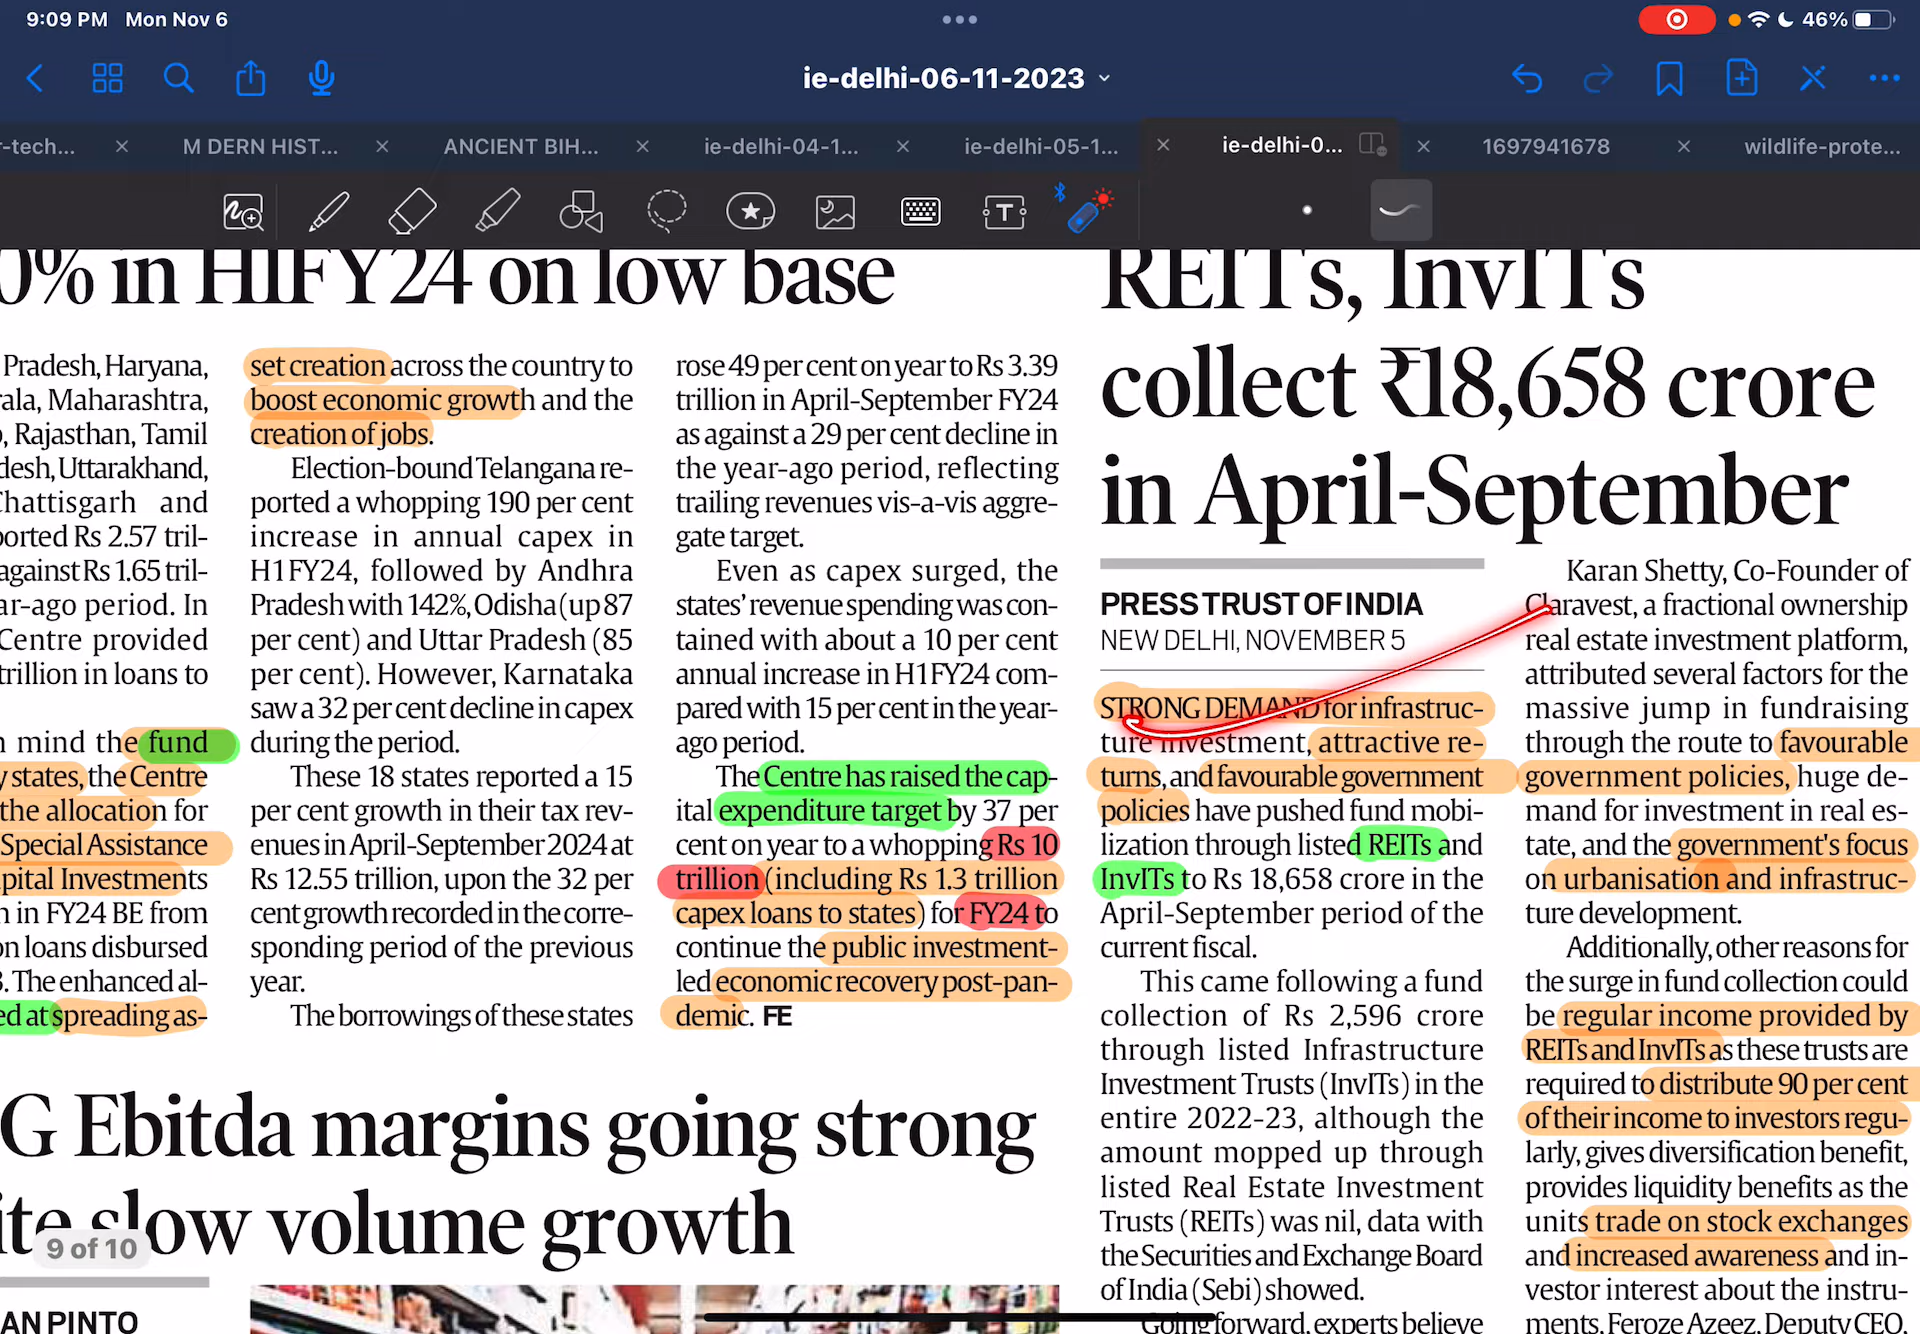 9:09 PM Mon Nov 6
46%
ie-delhi-06-11-2023
-tech...
M DERN HIST...
ANCIENT BIH...
ie-delhi-04-1...
ie-delhi-05-1...
ie-delhi-0...
1697941678
wildlife-prote...
0% in H1FY24 on low base
Pradesh, Haryana,
rala, Maharashtra,
Rajasthan, Tamil
desh, Uttarakhand,
Chattisgarh and
ported Rs 2.57 tril-
against Rs 1.65 tril-
ar-ago period. In
Centre provided
trillion in loans to
n mind the fund
y states, the Centre
the allocation for
Special Assistance
pital Investments
n in FY24 BE from
on loans disbursed
3. The enhanced al-
ed at spreading as-
set creation across the country to
boost economic growth and the
creation of jobs.
Election-bound Telangana re-
ported a whopping 190 per cent
increase in annual capex in
H1FY24, followed by Andhra
Pradesh with 142%, Odisha (up 87
per cent) and Uttar Pradesh (85
per cent). However, Karnataka
saw a 32 per cent decline in capex
during the period.
These 18 states reported a 15
per cent growth in their tax rev-
enues in April-September 2024 at
Rs 12.55 trillion, upon the 32 per
cent growth recorded in the corre-
sponding period of the previous
year.
The borrowings of these states
rose 49 per cent on year to Rs 3.39
trillion in April-September FY24
as against a 29 per cent decline in
the year-ago period, reflecting
trailing revenues vis-a-vis aggre-
gate target.
Even as capex surged, the
states' revenue spending was con-
tained with about a 10 per cent
annual increase in H1FY24 com-
pared with 15 per cent in the year-
ago period.
The Centre has raised the cap-
ital expenditure target by 37 per
cent on year to a whopping Rs 10
trillion (including Rs 1.3 trillion
capex loans to states) for FY24 to
continue the public investment-
led economic recovery post-pan-
demic. FE
REITs, InvITs
collect ₹18,658 crore
in April-September
PRESS TRUST OF INDIA
NEW DELHI, NOVEMBER 5
STRONG DEMAND for infrastruc-
ture investment, attractive re-
turns, and favourable government
policies have pushed fund mobi-
lization through listed REITs and
InvITs to Rs 18,658 crore in the
April-September period of the
current fiscal.
This came following a fund
collection of Rs 2,596 crore
through listed Infrastructure
Investment Trusts (InvITs) in the
entire 2022-23, although the
amount mopped up through
listed Real Estate Investment
Trusts (REITs) was nil, data with
the Securities and Exchange Board
of India (Sebi) showed.
Going forward, experts believe
Karan Shetty, Co-Founder of
Claravest, a fractional ownership
real estate investment platform,
attributed several factors for the
massive jump in fundraising
through the route to favourable
government policies, huge de-
mand for investment in real es-
tate, and the government's focus
on urbanisation and infrastruc-
ture development.
Additionally, other reasons for
the surge in fund collection could
be regular income provided by
REITs and InvITs as these trusts are
required to distribute 90 per cent
of their income to investors regu-
larly, gives diversification benefit,
provides liquidity benefits as the
units trade on stock exchanges
and increased awareness and in-
vestor interest about the instru-
ments, Feroze Azeez, Deputy CEO,
G Ebitda margins going strong
ite slow volume growth
9 of 10
AN PINTO